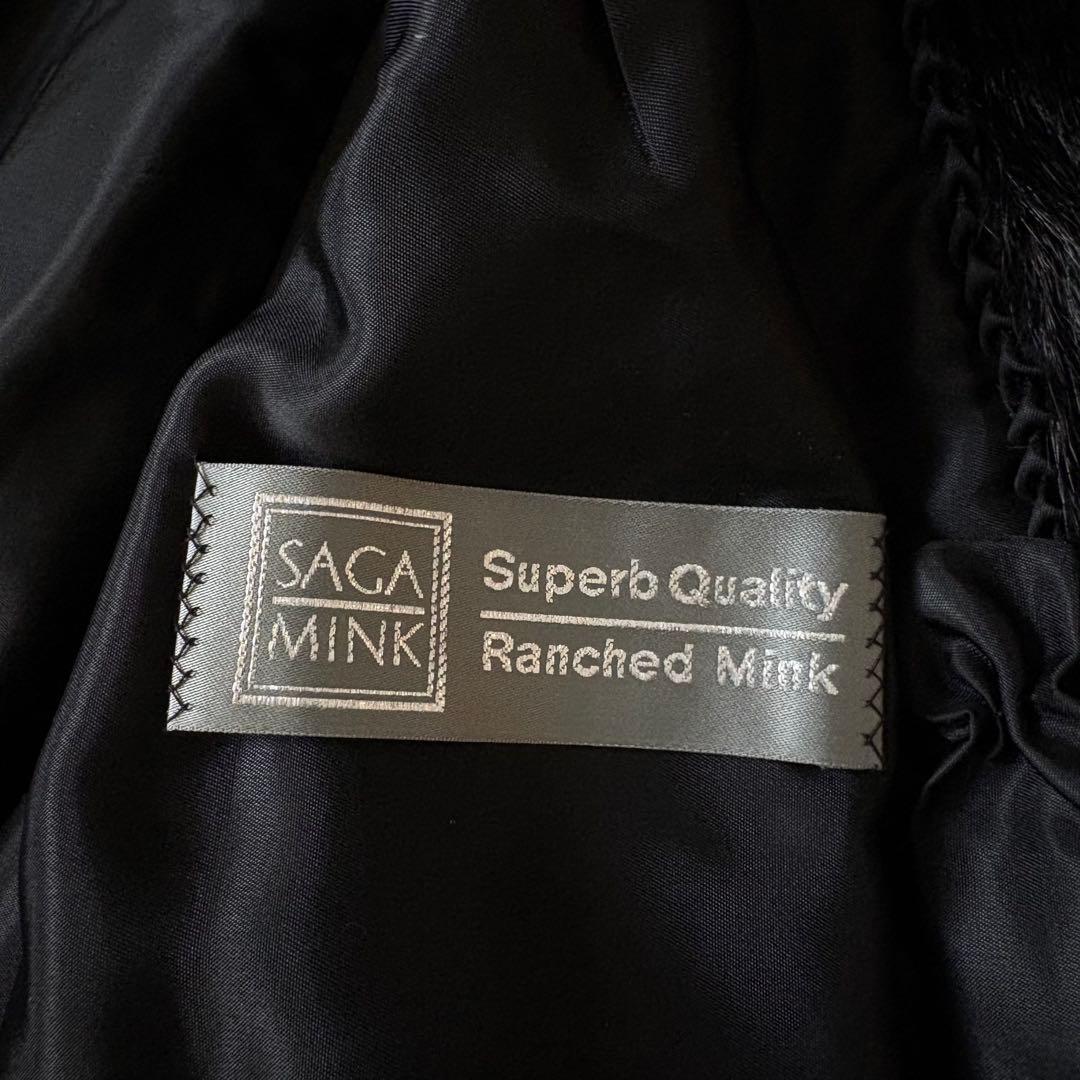 SAGA
MINK
Superb Quality
Ranched Mink